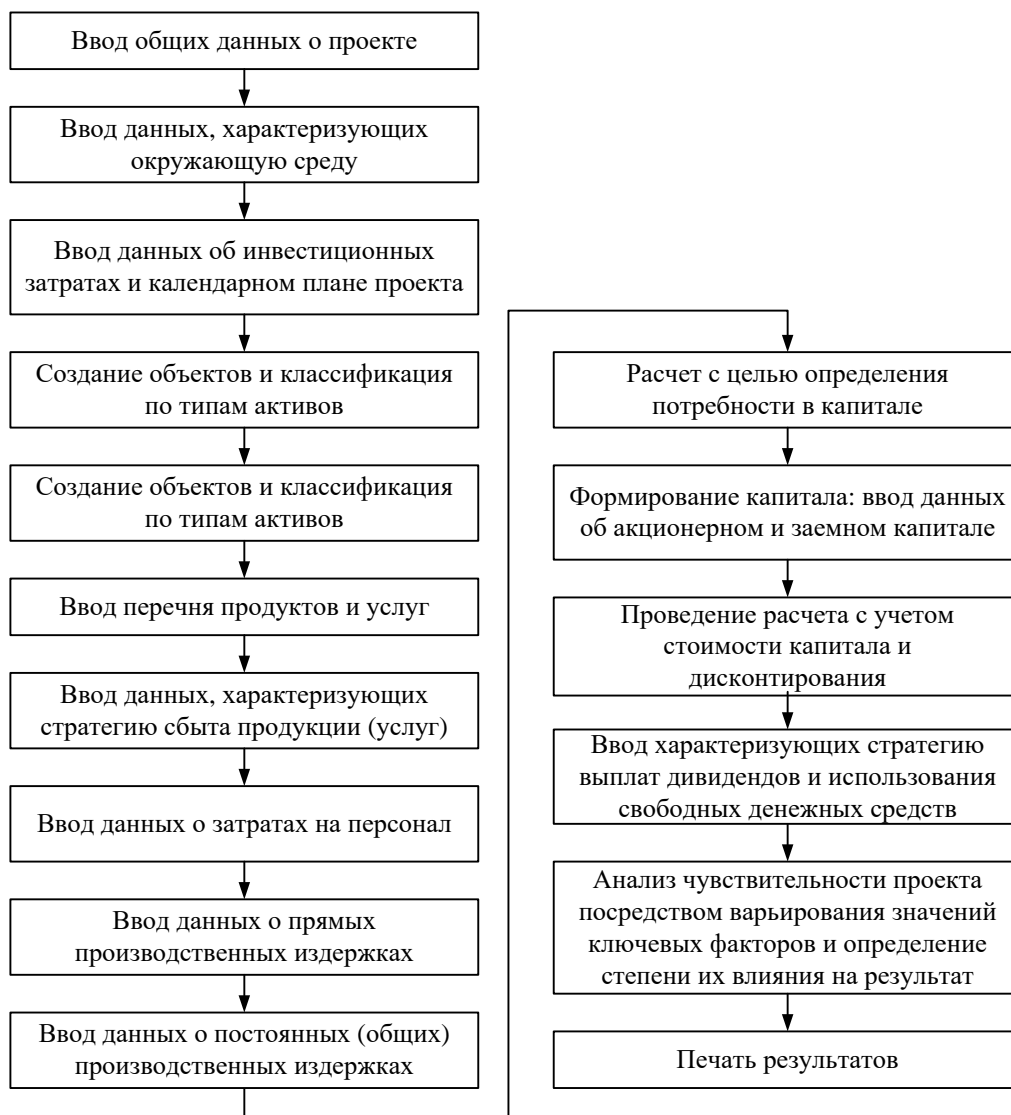 Ввод общих данных о проекте
Ввод данных, характеризующих
окружающую среду
Ввод данных об инвестиционных
затратах и календарном плане проекта
Создание объектов и классификация
по типам активов
Создание объектов и классификация
по типам активов
Ввод перечня продуктов и услуг
Ввод данных, характеризующих
стратегию сбыта продукции (услуг)
Ввод данных о затратах на персонал
Ввод данных о прямых
производственных издержках
Ввод данных о постоянных (общих)
производственных издержках
Расчет с целью определения
потребности в капитале
Формирование капитала: ввод данных
об акционерном и заемном капитале
Проведение расчета с учетом
стоимости капитала и
дисконтирования
Ввод характеризующих стратегию
выплат дивидендов и использования
свободных денежных средств
Анализ чувствительности проекта
посредством варьирования значений
ключевых факторов и определение
степени их влияния на результат
Печать результатов